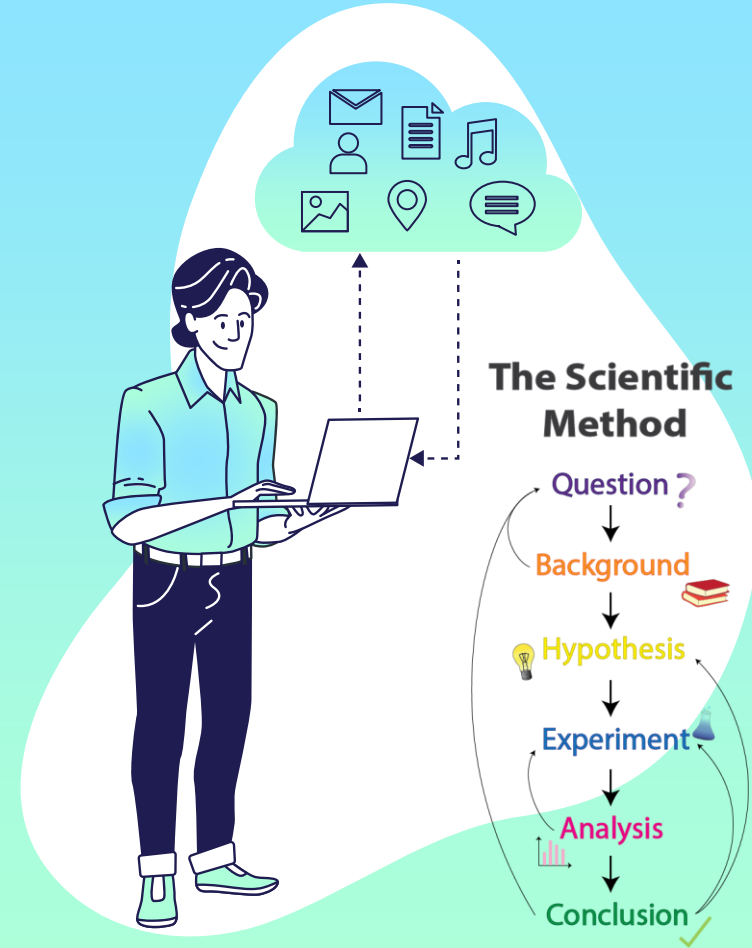 The Scientific
Method
Question ?
Background
Hypothesis
Experiment
Analysis
Conclusion